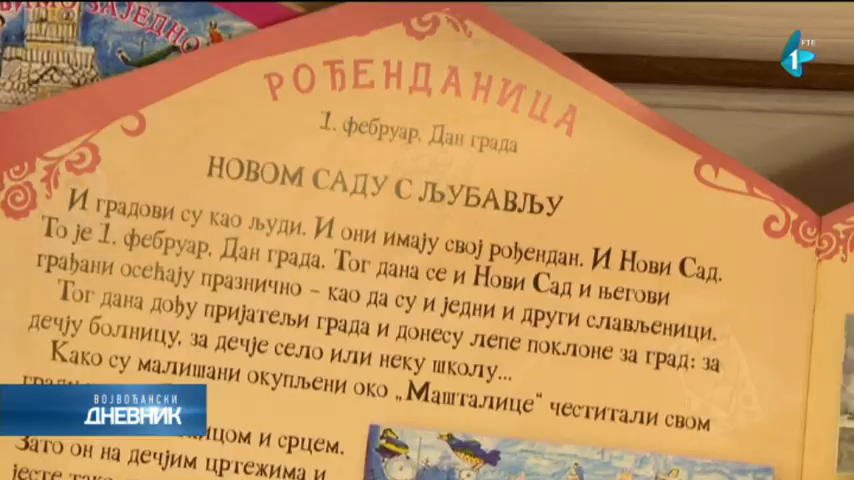 ЗАЈЕДНО
РОЂЕНДАНИЦА
1. фебруар, Дан града
НОВОМ САДУ С ЉУБАВЉУ
И градови су као људи. И они имају свој рођендан. И Нови Сад.
То је 1. фебруар, Дан града. Тог дана се и Нови Сад и његови
грађани осећају празнично – као да су и једни и други слављеници.
Тог дана дођу пријатељи града и донесу лепе поклоне за град: за
дечју болницу, за дечје село или неку школу...
Како су малишани окупљени око „Машталице“ честитали свом
и срцем.
Зато он на дечјим цртежима и
јесте
ВОЈВОЂАНСКИ
ДНЕВНИК
1